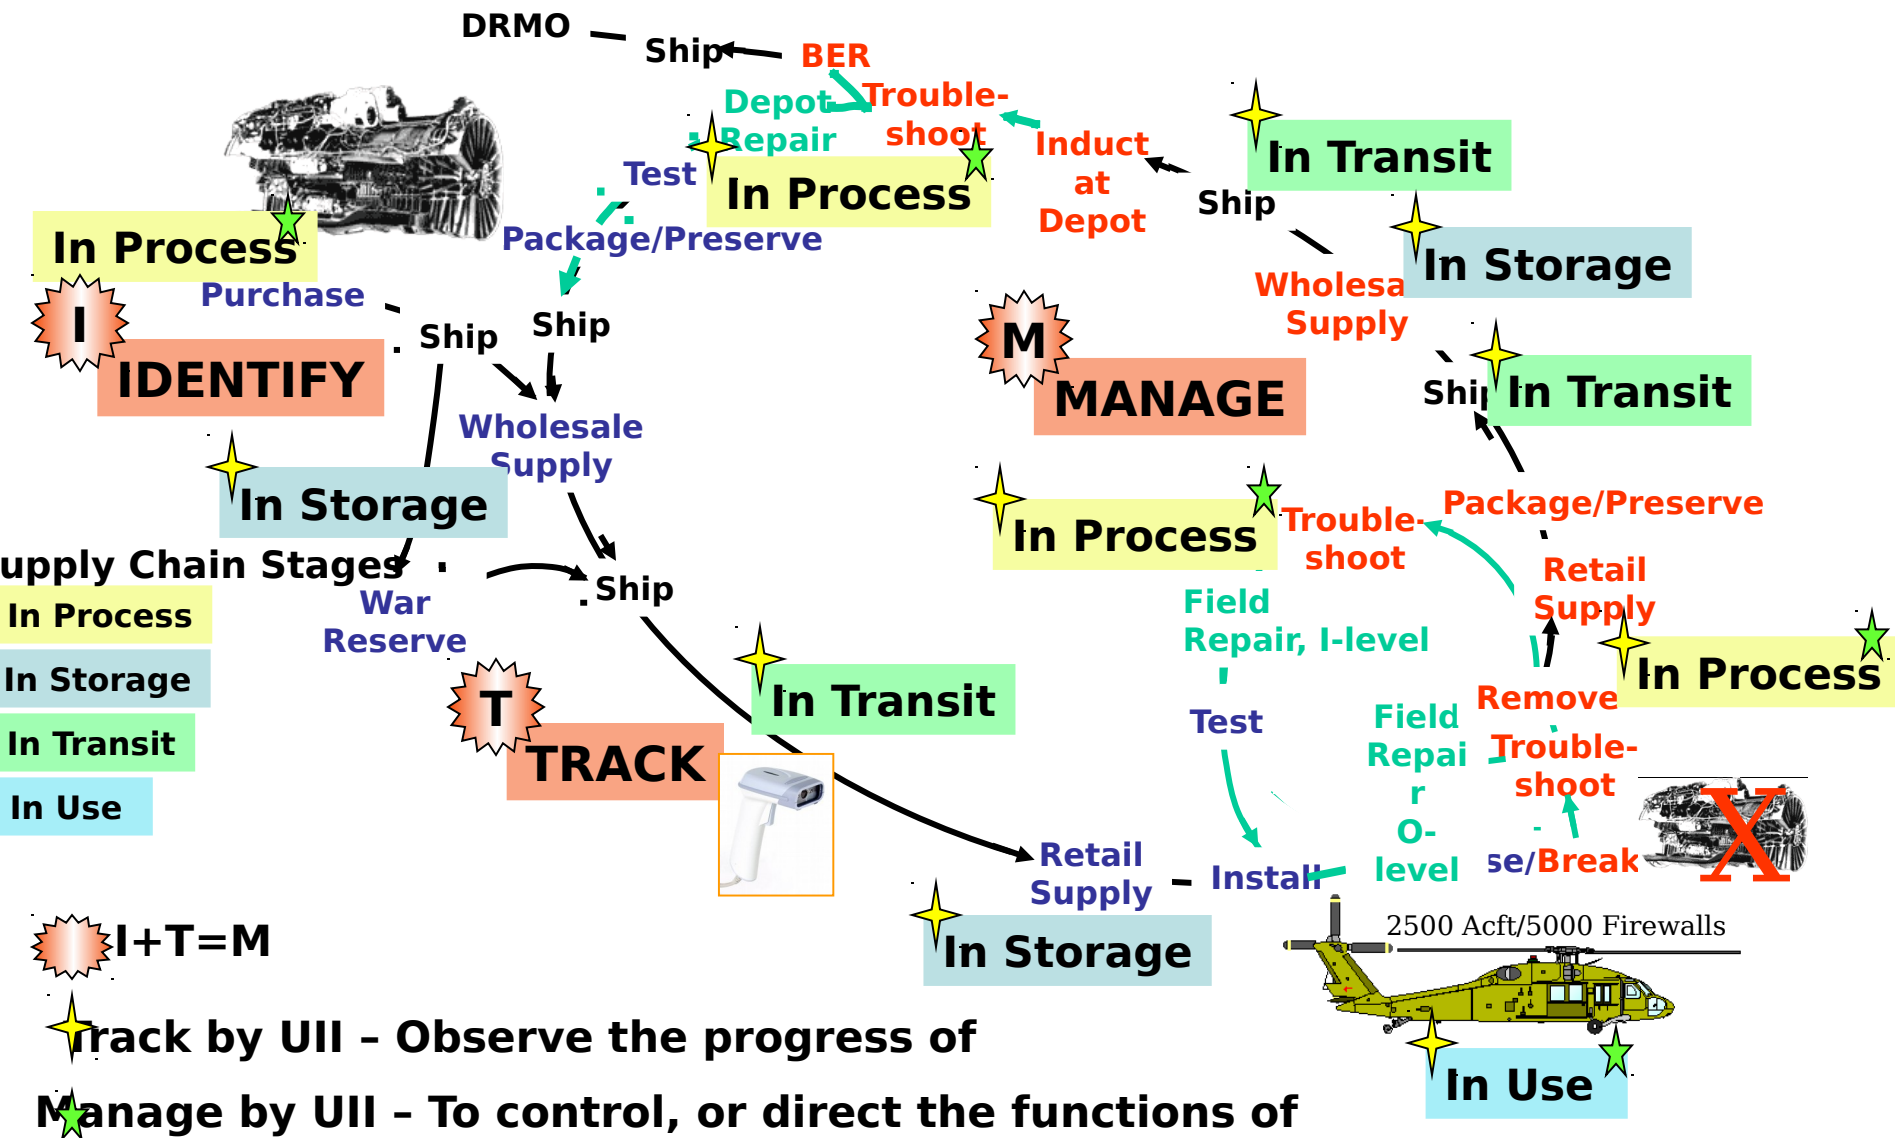 DRMO
Ship
BER
Depot
Repair
Trouble-
shoot
Induct
at
Depot
In Transit
Test
In Process
Ship
Package/Preserve
In Process
In Storage
Wholesa
Supply
Purchase
I
IDENTIFY
Ship
Ship
M
MANAGE
Ship
In Transit
Wholesale
Supply
In Storage
In Process
Trouble-
shoot
Package/Preserve
upply Chain Stages
In Process
In Storage
In Transit
In Use
War
Reserve
Ship
Field
Repair, I-level
Retail
Supply
In Process
T
TRACK
In Transit
Test
Field
Repai
r
O-
level
Remove
Trouble-
shoot
X
Retail
Supply
Install
se/Break
In Storage
2500 Acft/5000 Firewalls
In Use
I+T=M
Track by UII – Observe the progress of
Manage by UII – To control, or direct the functions of